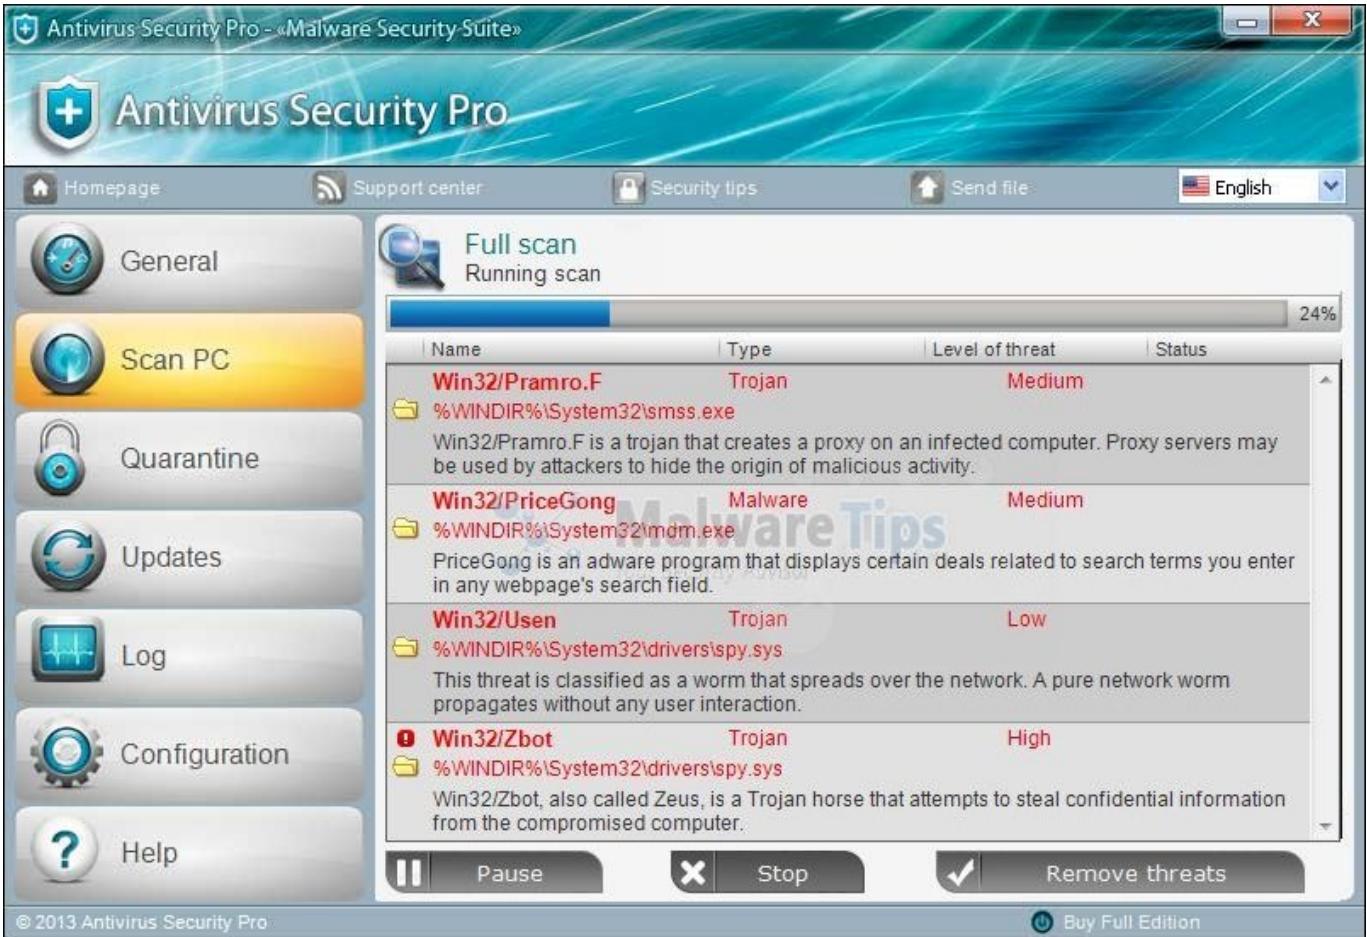 Antivirus Security Pro - «Malware Security Suite»
Antivirus Security Pro
Homepage
Support center
Security tips
Send file
English
General
Scan PC
Quarantine
Updates
Log
Configuration
Help
Full scan
Running scan
24%
Name Type Level of threat Status
Win32/Pramro.F Trojan Medium
%WINDIR%\System32\smss.exe
Win32/Pramro.F is a trojan that creates a proxy on an infected computer. Proxy servers may
be used by attackers to hide the origin of malicious activity.
Win32/PriceGong Malware Medium
%WINDIR%\System32\mdm.exe
PriceGong is an adware program that displays certain deals related to search terms you enter
in any webpage's search field.
Win32/Usen Trojan Low
%WINDIR%\System32\drivers\spy.sys
This threat is classified as a worm that spreads over the network. A pure network worm
propagates without any user interaction.
Win32/Zbot Trojan High
%WINDIR%\System32\drivers\spy.sys
Win32/Zbot, also called Zeus, is a Trojan horse that attempts to steal confidential information
from the compromised computer.
MalwareTips
Pause
Stop
Remove threats
© 2013 Antivirus Security Pro
Buy Full Edition